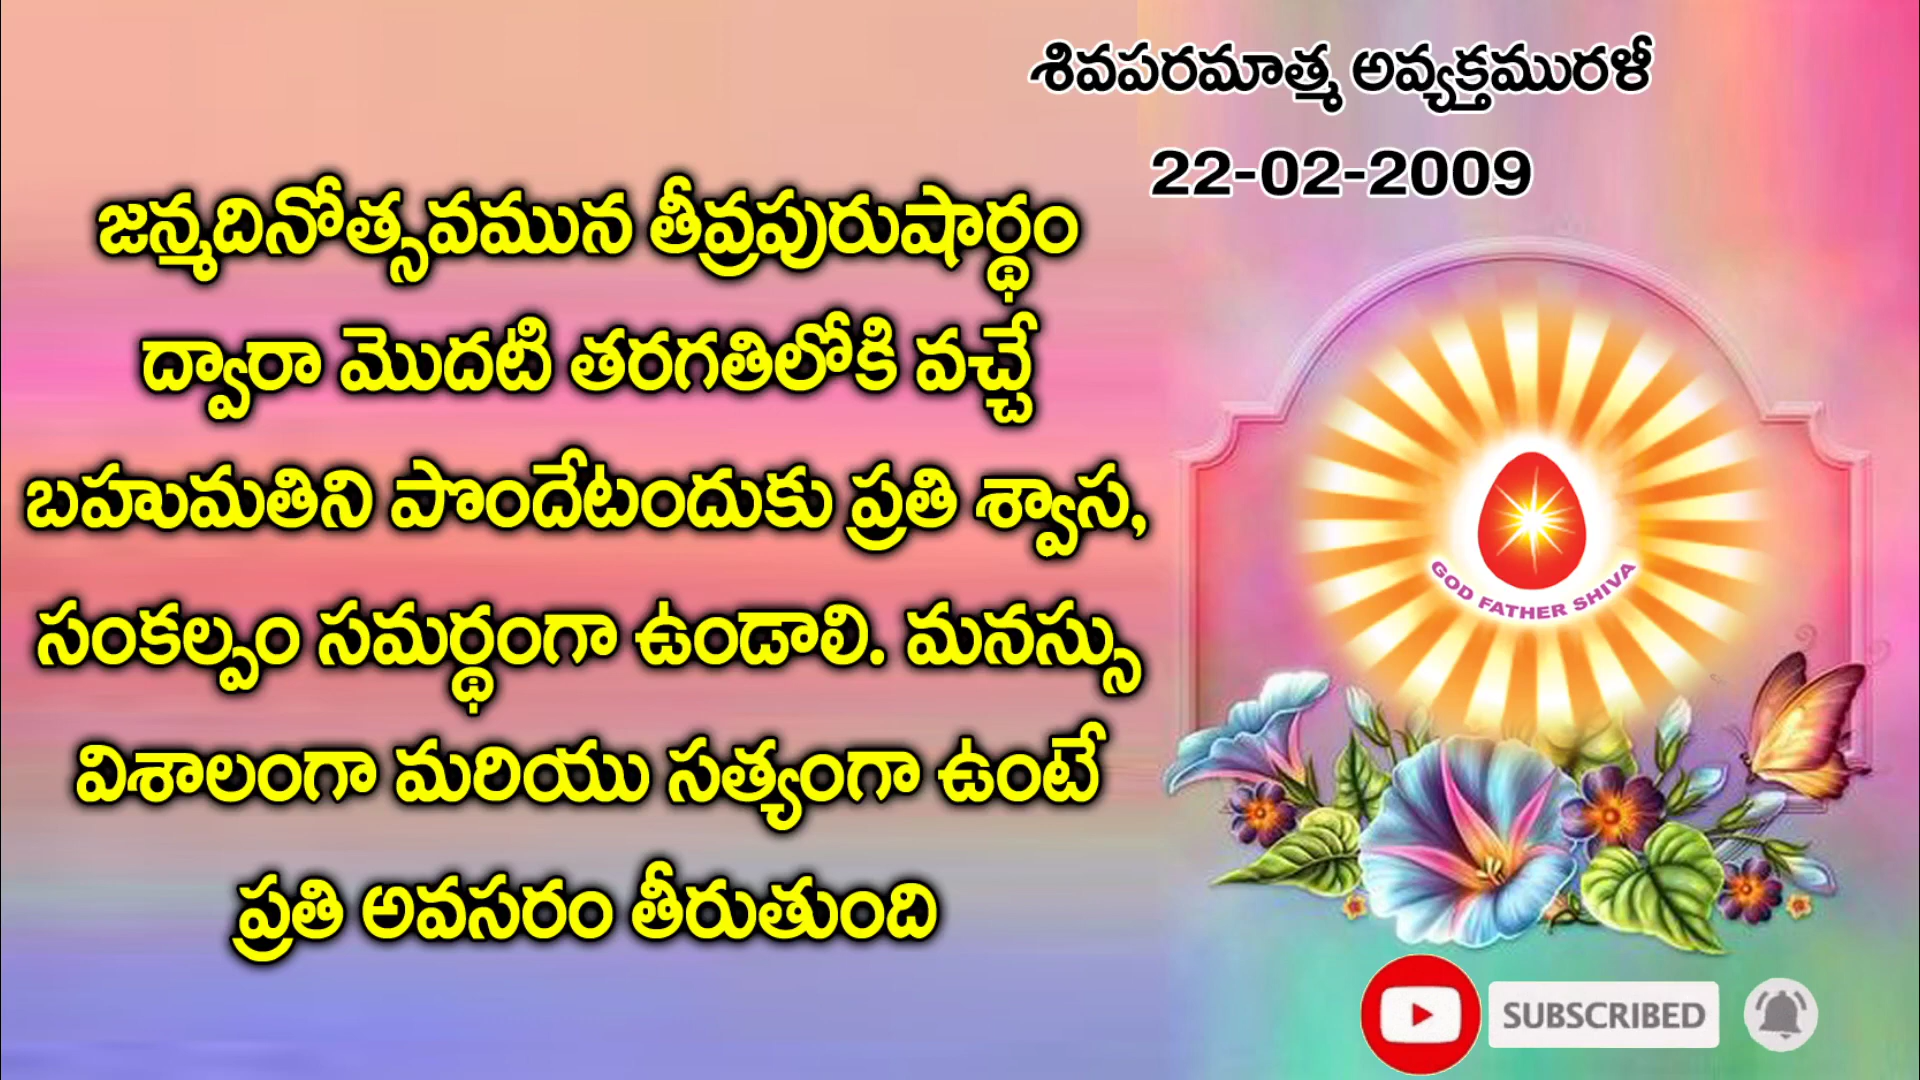 శివపరమాత్మ అవ్యక్తమురళీ
22-02-2009
జన్మదినోత్సవమున తీవ్రపురుషార్థం
ద్వారా మొదటి తరగతిలోకి వచ్చే
బహుమతిని పొందేటందుకు ప్రతి శ్వాస,
సంకల్పం సమర్థంగా ఉండాలి. మనస్సు
విశాలంగా మరియు సత్యంగా ఉంటే
ప్రతి అవసరం తీరుతుంది
GOD FATHER SHIVA
SUBSCRIBED